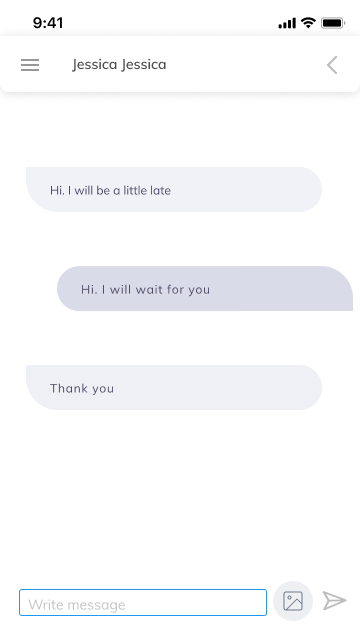 9:41
Jessica Jessica
Hi. I will be a little late
Hi. I will wait for you
Thank you
Write message